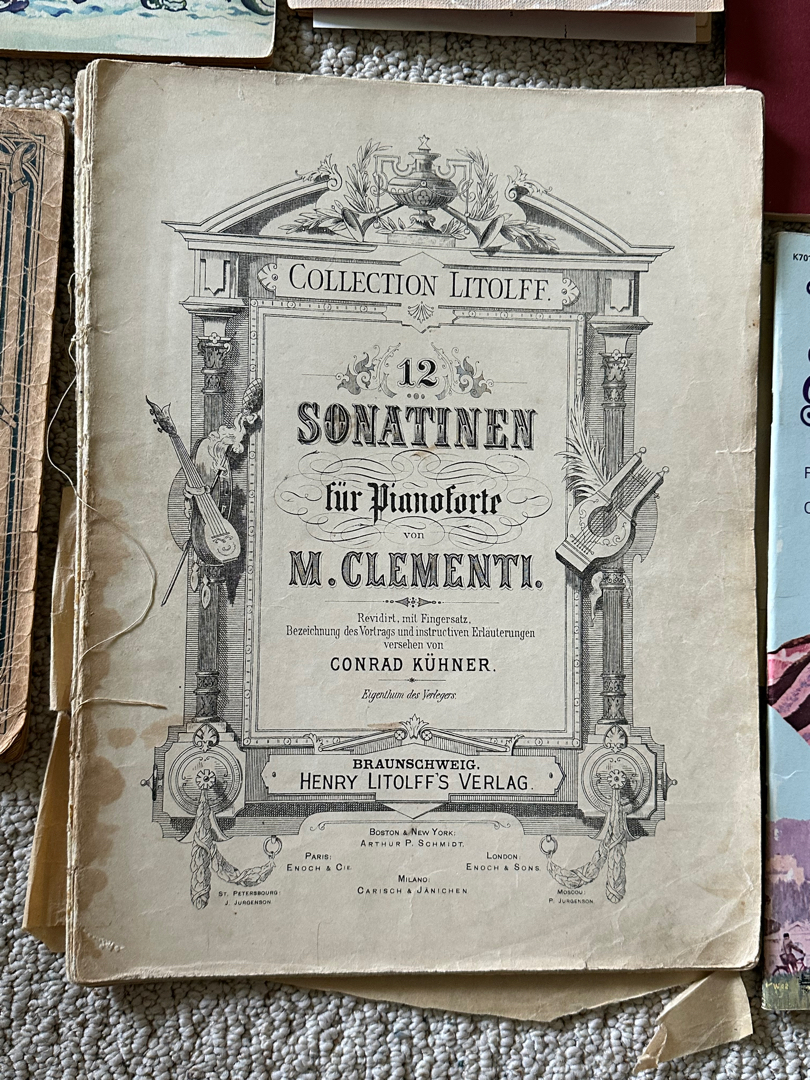 COLLECTION LITOLFF.
12
SONATINEN
für Pianoforte
von
M. CLEMENTI.
Revidirt, mit Fingersatz,
Bezeichnung des Vortrags und instructiven Erläuterungen
versehen von
CONRAD KÜHNER.
Eigenthum des Verlegers.
BRAUNSCHWEIG.
HENRY LITOLFF'S VERLAG.
BOSTON & NEW YORK:
ARTHUR P. SCHMIDT.
PARIS:
ENOCH & CIE.
LONDON:
ENOCH & SONS.
MILANO:
CARISCH & JÄNICHEN
ST. PETERSBOURG:
J. JURGENSON
MOSCOU:
P. JURGENSON
K701